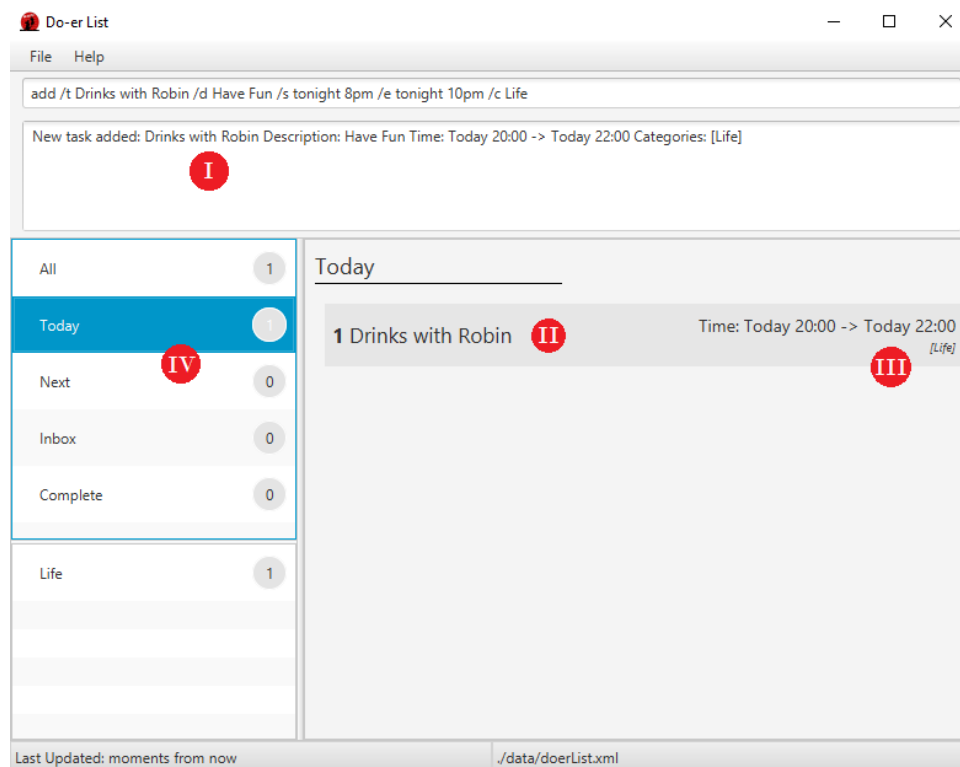 Do-er List
File Help
add /t Drinks with Robin /d Have Fun /s tonight 8pm /e tonight 10pm /c Life
New task added: Drinks with Robin Description: Have Fun Time: Today 20:00 -> Today 22:00 Categories: [Life]
I
All 1
Today 1
IV
Next 0
Inbox 0
Complete 0
Life 1
Today
1 Drinks with Robin II Time: Today 20:00 -> Today 22:00
[Life]
III
Last Updated: moments from now ./data/doerList.xml